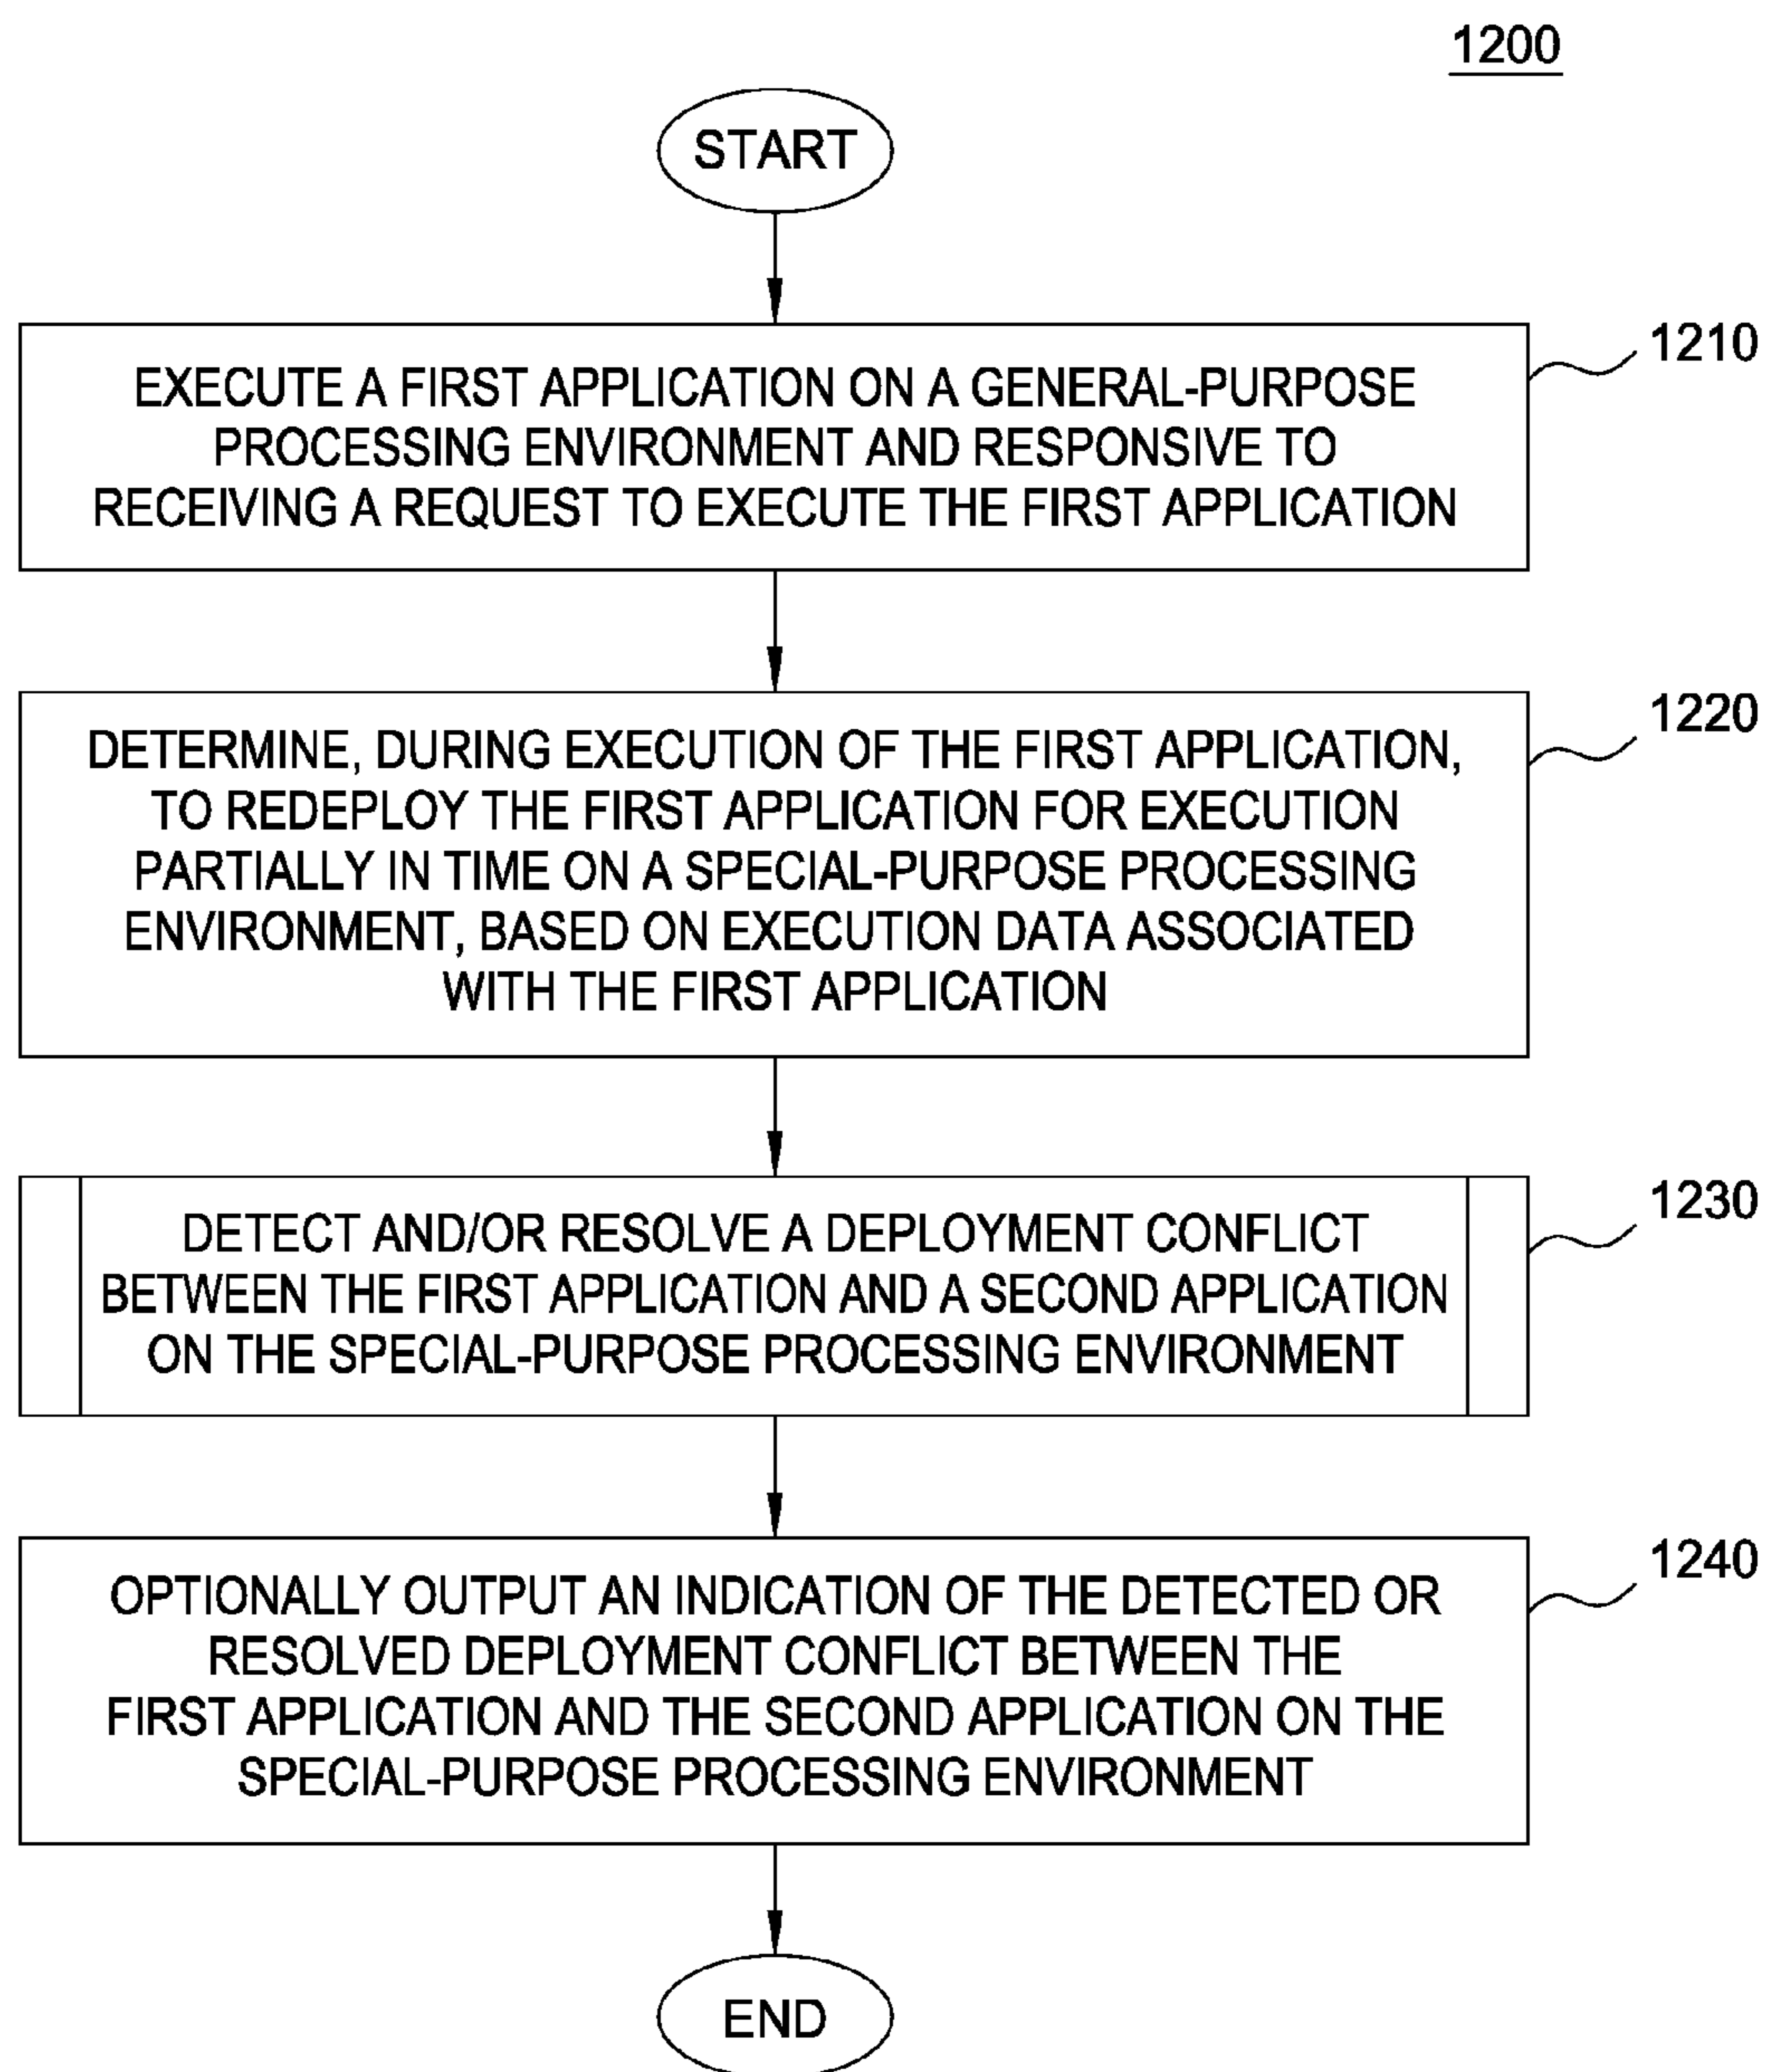 1200
START
EXECUTE A FIRST APPLICATION ON A GENERAL-PURPOSE
PROCESSING ENVIRONMENT AND RESPONSIVE TO
RECEIVING A REQUEST TO EXECUTE THE FIRST APPLICATION
1210
DETERMINE, DURING EXECUTION OF THE FIRST APPLICATION,
TO REDEPLOY THE FIRST APPLICATION FOR EXECUTION
PARTIALLY IN TIME ON A SPECIAL-PURPOSE PROCESSING
ENVIRONMENT, BASED ON EXECUTION DATA ASSOCIATED
WITH THE FIRST APPLICATION
1220
DETECT AND/OR RESOLVE A DEPLOYMENT CONFLICT
BETWEEN THE FIRST APPLICATION AND A SECOND APPLICATION
ON THE SPECIAL-PURPOSE PROCESSING ENVIRONMENT
1230
OPTIONALLY OUTPUT AN INDICATION OF THE DETECTED OR
RESOLVED DEPLOYMENT CONFLICT BETWEEN THE
FIRST APPLICATION AND THE SECOND APPLICATION ON THE
SPECIAL-PURPOSE PROCESSING ENVIRONMENT
1240
END